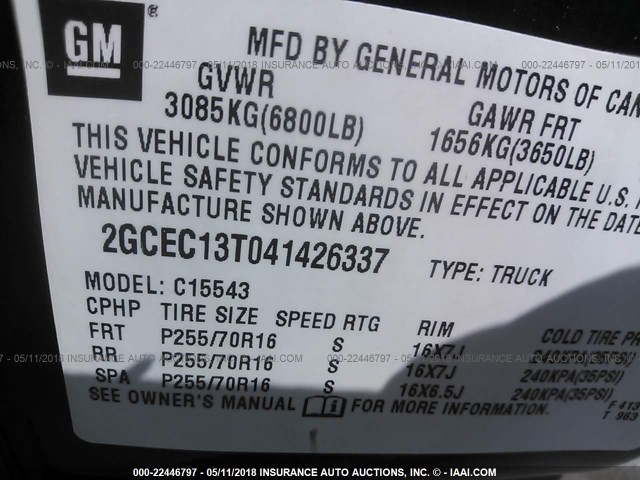 GM
MFD BY GENERAL MOTORS OF CAN
GVWR GAWR FRT
3085KG(6800LB) 1656KG(3650LB)
THIS VEHICLE CONFORMS TO ALL APPLICABLE U.S.
VEHICLE SAFETY STANDARDS IN EFFECT ON THE DATE
MANUFACTURE SHOWN ABOVE.
2GCEC13T041426337 TYPE: TRUCK
MODEL: C15543
CPHP TIRE SIZE SPEED RTG RIM COLD TIRE PR
FRT P255/70R16 S 16X7J
RR P255/70R16 S 16X7J 240KPA(35PSI)
SPA P255/70R16 S 16X6.5J 240KPA(35PSI)
SEE OWNER'S MANUAL FOR MORE INFORMATION.
000-22446797 - 05/11/2018 INSURANCE AUTO AUCTIONS, INC. - © IAAI.COM